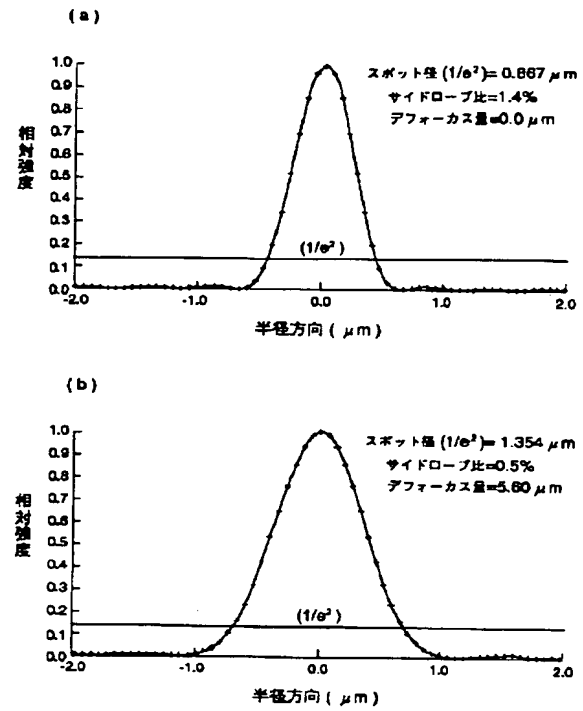 (a)
スポット径 (1/e²)= 0.867 μm
サイドローブ比=1.4%
デフォーカス量=0.0 μm
相対強度
1.0
0.9
0.8
0.7
0.6
0.5
0.4
0.3
0.2
0.1
0.0
(1/e²)
-2.0 -1.0 0.0 1.0 2.0
半径方向 ( μm)
(b)
スポット径 (1/e²)= 1.354 μm
サイドローブ比=0.5%
デフォーカス量=5.60 μm
相対強度
1.0
0.9
0.8
0.7
0.6
0.5
0.4
0.3
0.2
0.1
0.0
(1/e²)
-2.0 -1.0 0.0 1.0 2.0
半径方向 ( μm)